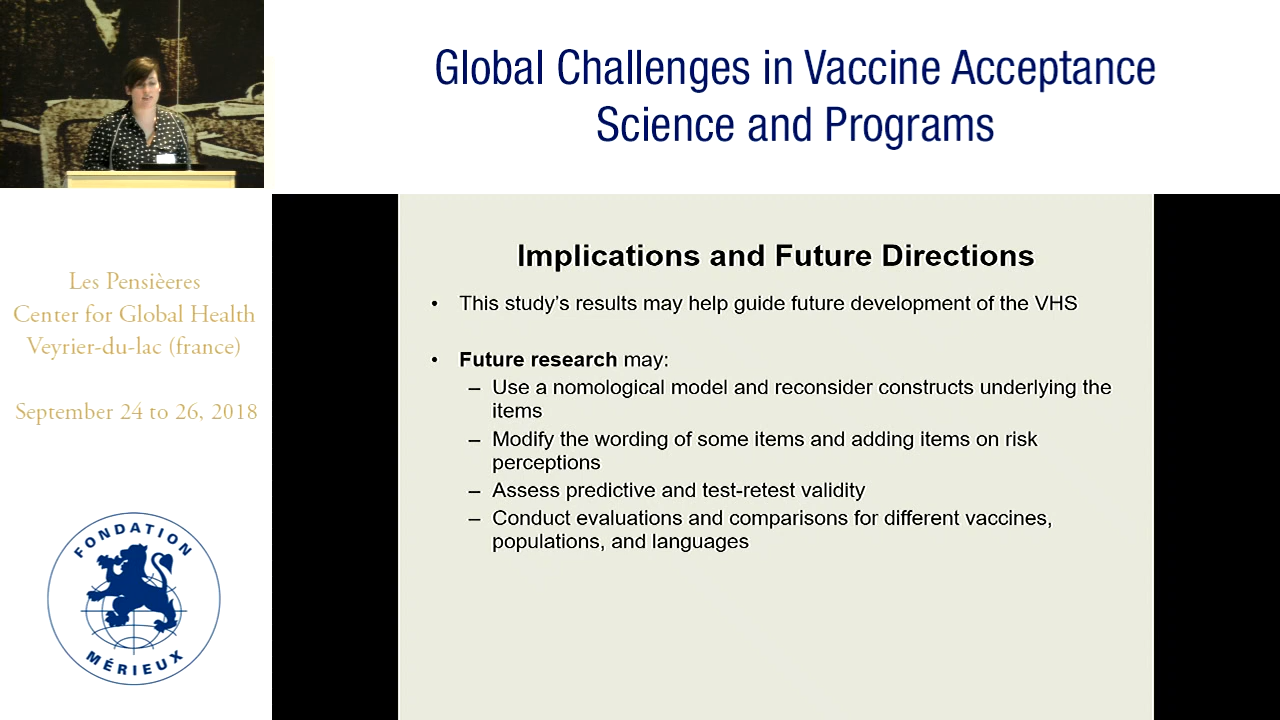 Global Challenges in Vaccine Acceptance
Science and Programs
Les Pensièeres
Center for Global Health
Veyrier-du-lac (france)
September 24 to 26, 2018
FONDATION
MÉRIEUX
Implications and Future Directions
• This study's results may help guide future development of the VHS
• Future research may:
– Use a nomological model and reconsider constructs underlying the
items
– Modify the wording of some items and adding items on risk
perceptions
– Assess predictive and test-retest validity
– Conduct evaluations and comparisons for different vaccines,
populations, and languages